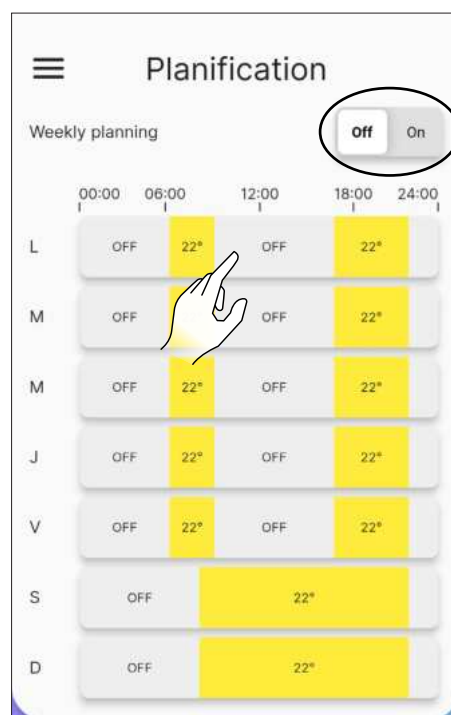 Planification
Weekly planning Off On
00:00 06:00 12:00 18:00 24:00
L OFF 22° OFF 22°
M OFF OFF 22°
M OFF 22° OFF 22°
J OFF 22° OFF 22°
V OFF 22° OFF 22°
S OFF 22°
D OFF 22°